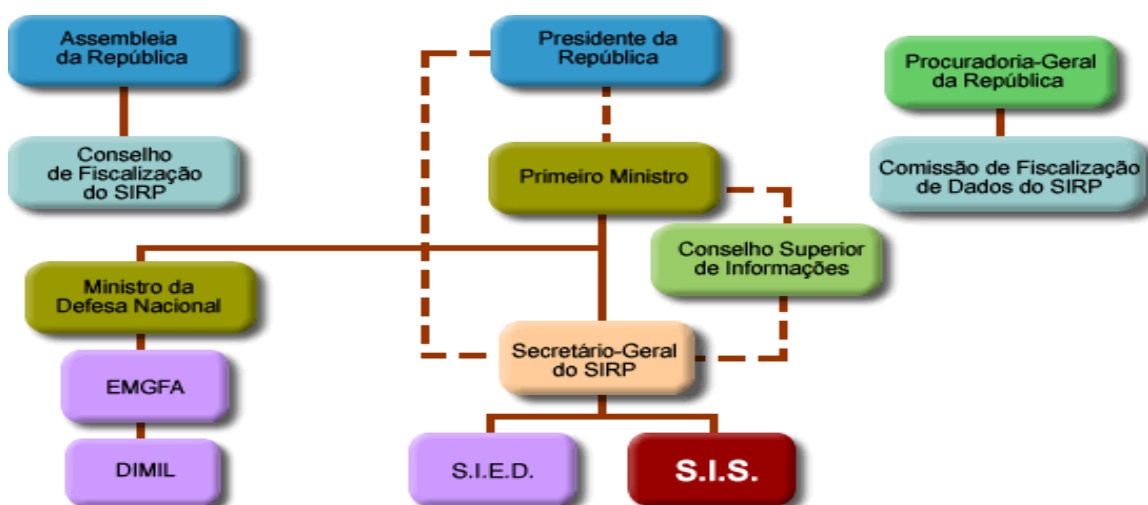 Assembleia
da República
Presidente da
República
Procuradoria-Geral
da República
Conselho
de Fiscalização
do SIRP
Primeiro Ministro
Comissão de Fiscalização
de Dados do SIRP
Conselho Superior
de Informações
Ministro da
Defesa Nacional
Secretário-Geral
do SIRP
EMGFA
DIMIL
S.I.E.D.
S.I.S.